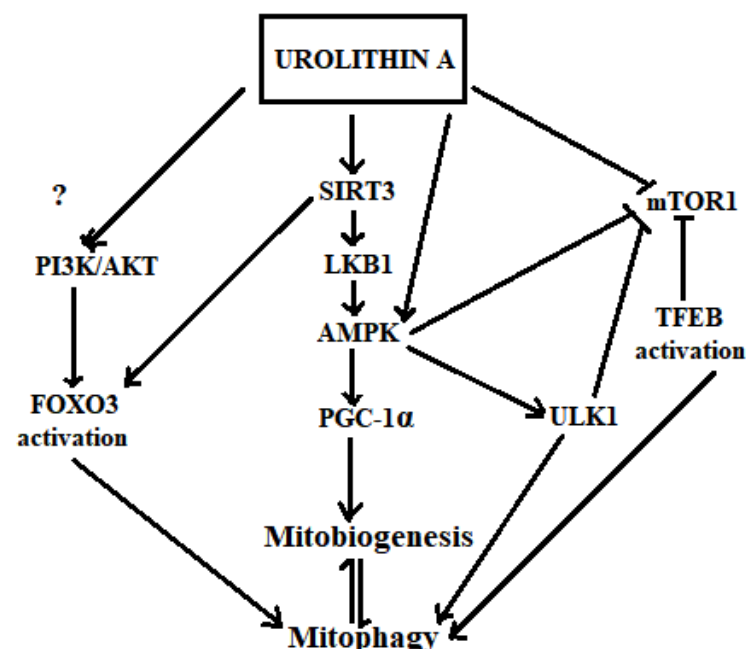 UROLITHIN A
?
SIRT3
mTOR1
PI3K/AKT
LKB1
AMPK
TFEB
activation
FOXO3
activation
PGC-1α
ULK1
Mitobiogenesis
Mitophagy